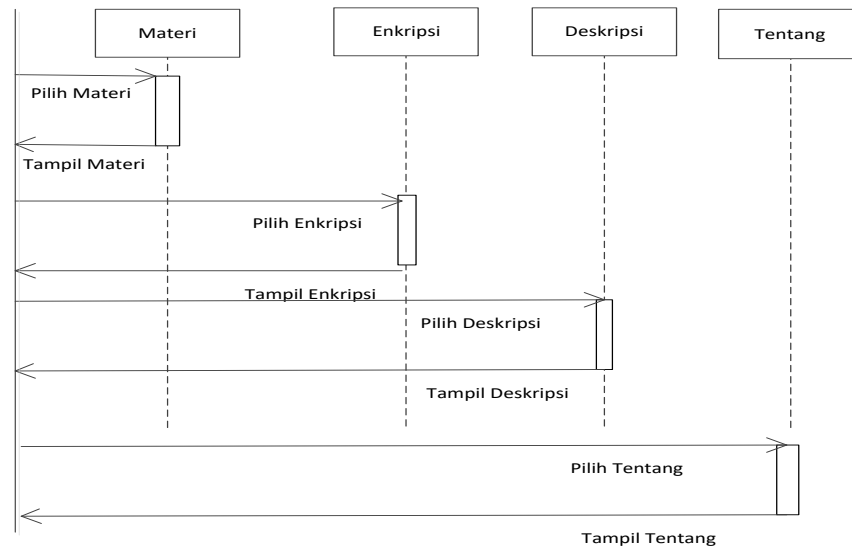 Materi
Enkripsi
Deskripsi
Tentang
Pilih Materi
Tampil Materi
Pilih Enkripsi
Tampil Enkripsi
Pilih Deskripsi
Tampil Deskripsi
Pilih Tentang
Tampil Tentang